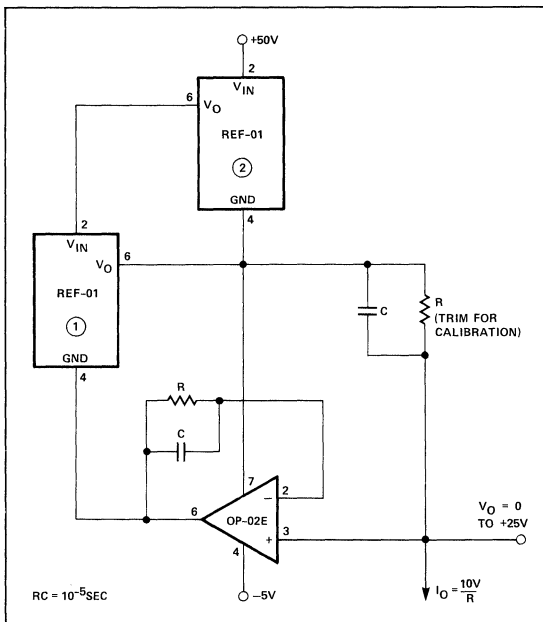 +50V
2
V_IN
6
V_O
REF-01
2
GND
4
2
V_IN
V_O
6
REF-01
1
GND
4
C
R
(TRIM FOR
CALIBRATION)
R
C
7
2
−
6
OP-02E
+
3
4
V_O = 0
TO +25V
−5V
I_O = 10V/R
RC = 10^-5 SEC